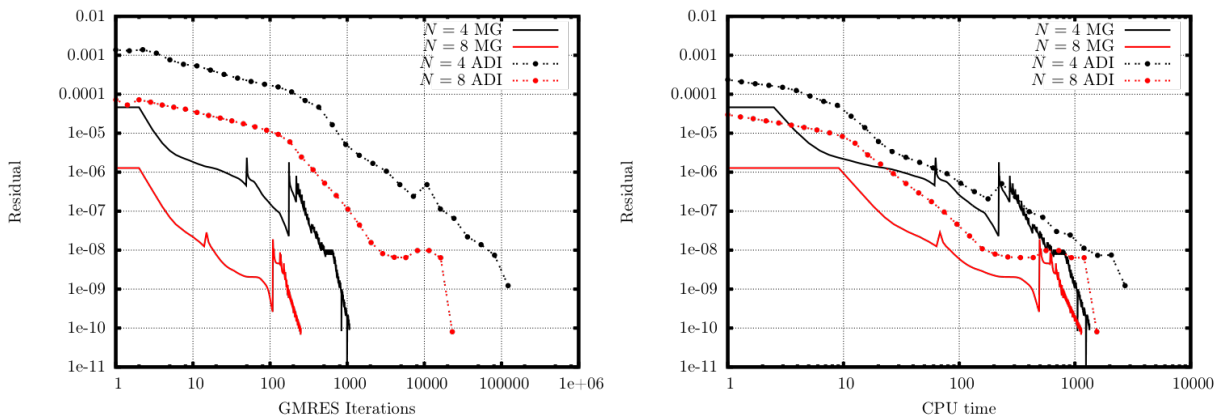 0.01
0.001
0.0001
1e-05
1e-06
1e-07
1e-08
1e-09
1e-10
1e-11
Residual
N = 4 MG
N = 8 MG
N = 4 ADI
N = 8 ADI
1 10 100 1000 10000 100000 1e+06
GMRES Iterations
0.01
0.001
0.0001
1e-05
1e-06
1e-07
1e-08
1e-09
1e-10
1e-11
Residual
N = 4 MG
N = 8 MG
N = 4 ADI
N = 8 ADI
1 10 100 1000 10000
CPU time